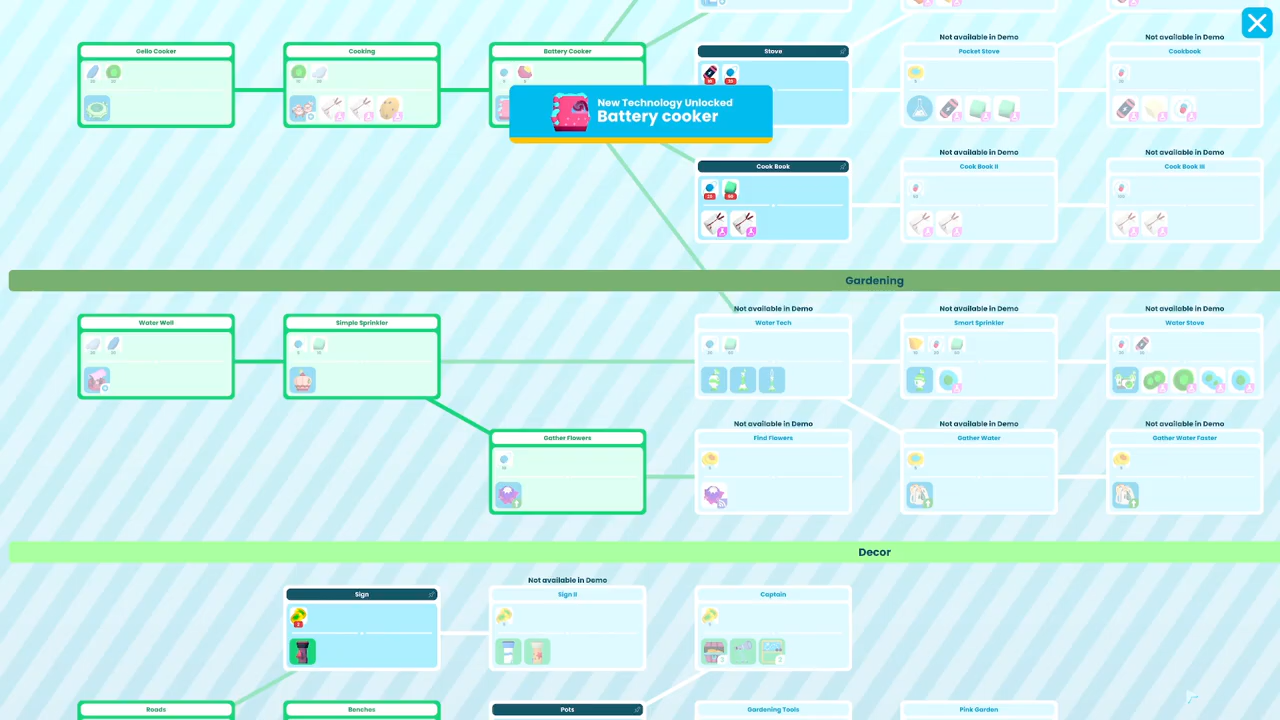 Not available in Demo
Not available in Demo
Gello Cooker
Cooking
Battery Cooker
Stove
Pocket Stove
Cookbook
New Technology Unlocked
Battery cooker
Not available in Demo
Not available in Demo
Cook Book
Cook Book II
Cook Book III
Gardening
Not available in Demo
Not available in Demo
Not available in Demo
Water Well
Simple Sprinkler
Water Tech
Smart Sprinkler
Water Stove
Not available in Demo
Not available in Demo
Not available in Demo
Gather Flowers
Find Flowers
Gather Water
Gather Water Faster
Decor
Not available in Demo
Sign
Sign II
Captain
Roads
Benches
Pots
Gardening Tools
Pink Garden